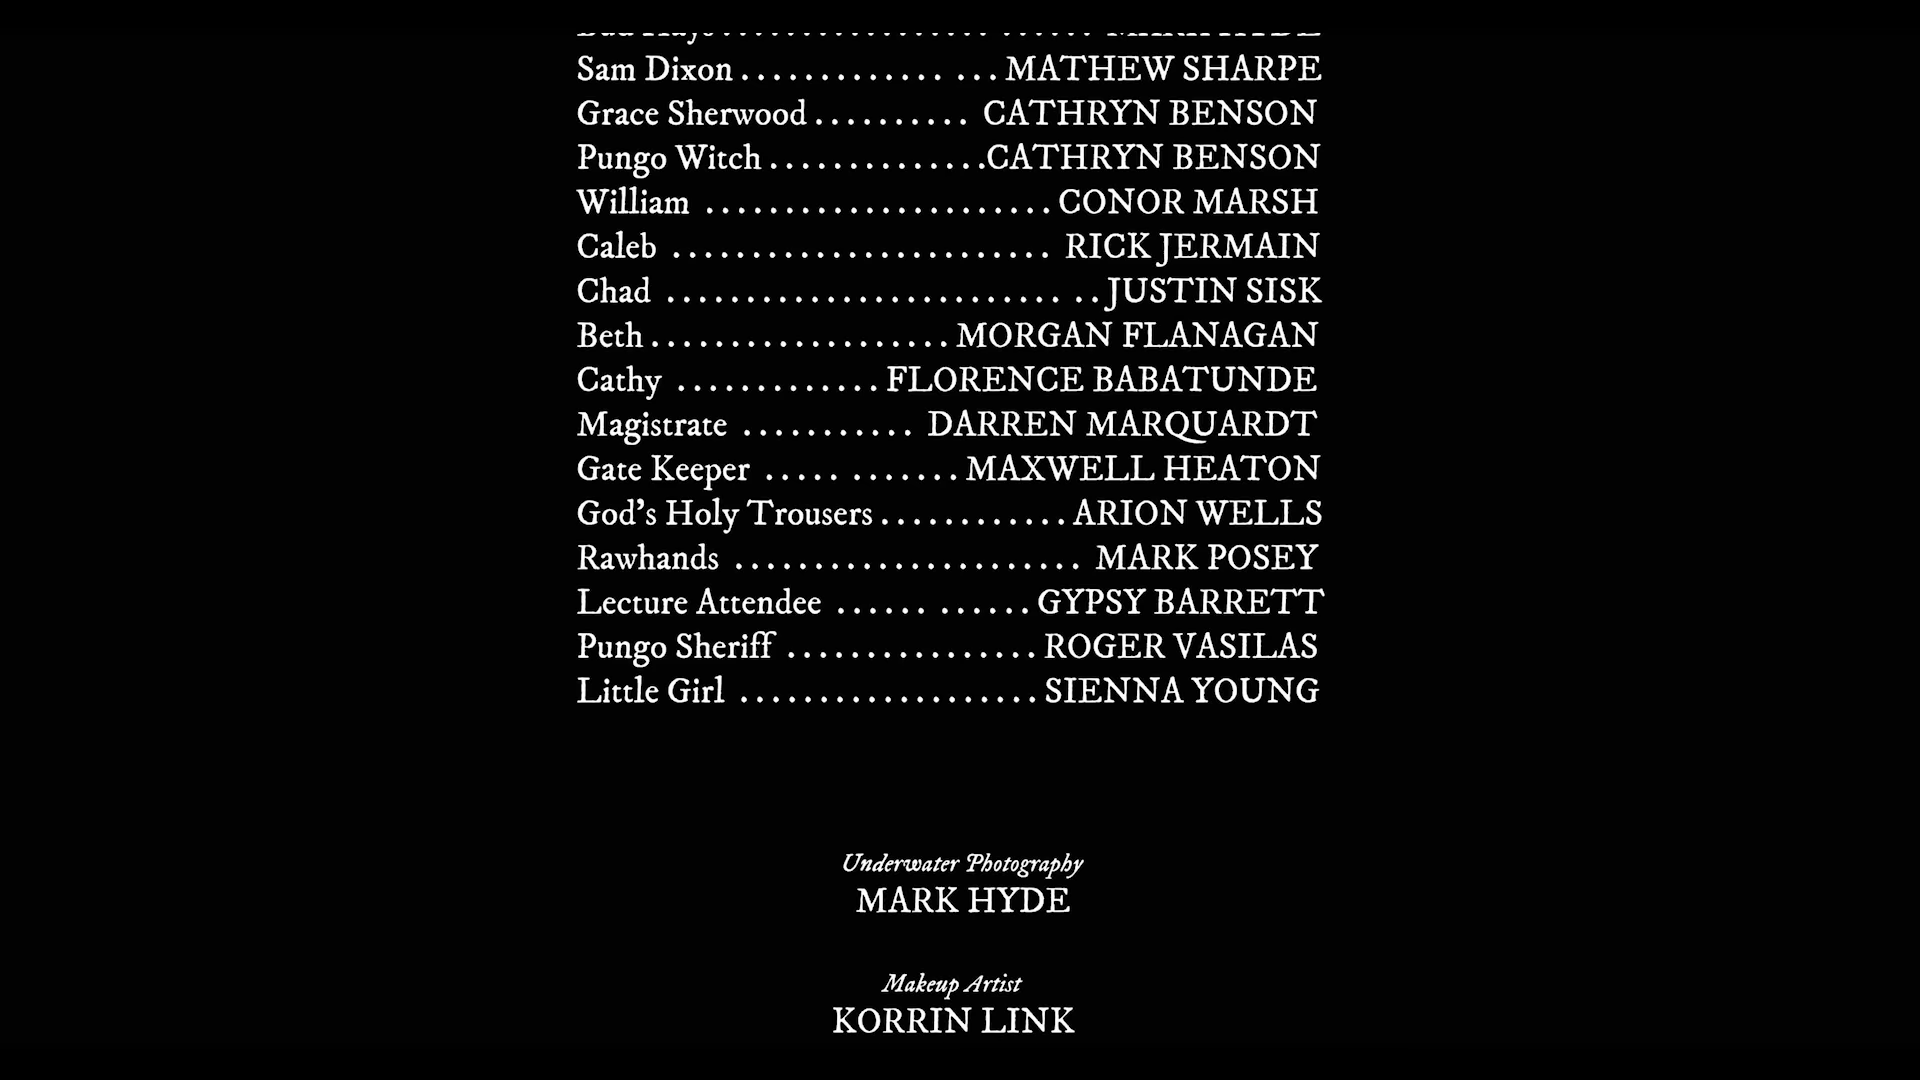 Sam Dixon . . . . . . . . . . . . . . . . MATHEW SHARPE
Grace Sherwood . . . . . . . . . . CATHRYN BENSON
Pungo Witch . . . . . . . . . . . . . .CATHRYN BENSON
William . . . . . . . . . . . . . . . . . . . . . . CONOR MARSH
Caleb . . . . . . . . . . . . . . . . . . . . . . . . RICK JERMAIN
Chad . . . . . . . . . . . . . . . . . . . . . . . . . . . JUSTIN SISK
Beth . . . . . . . . . . . . . . . . . . . MORGAN FLANAGAN
Cathy . . . . . . . . . . . . . FLORENCE BABATUNDE
Magistrate . . . . . . . . . . . DARREN MARQUARDT
Gate Keeper . . . . . . . . . . . . MAXWELL HEATON
God's Holy Trousers . . . . . . . . . . . . ARION WELLS
Rawhands . . . . . . . . . . . . . . . . . . . . . . MARK POSEY
Lecture Attendee . . . . . . . . . . . . GYPSY BARRETT
Pungo Sheriff . . . . . . . . . . . . . . . . ROGER VASILAS
Little Girl . . . . . . . . . . . . . . . . . . . SIENNA YOUNG
Underwater Photography
MARK HYDE
Makeup Artist
KORRIN LINK